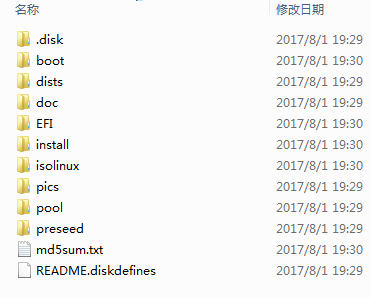 名称 修改日期
.disk 2017/8/1 19:29
boot 2017/8/1 19:30
dists 2017/8/1 19:29
doc 2017/8/1 19:29
EFI 2017/8/1 19:30
install 2017/8/1 19:30
isolinux 2017/8/1 19:30
pics 2017/8/1 19:29
pool 2017/8/1 19:29
preseed 2017/8/1 19:29
md5sum.txt 2017/8/1 19:30
README.diskdefines 2017/8/1 19:29